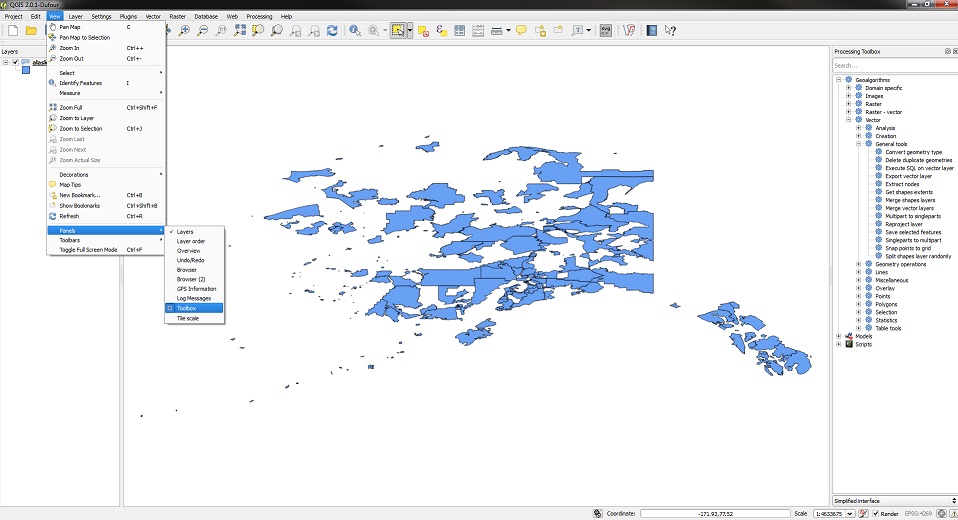 QGIS 2.0.1-Dufour
Project Edit View Layer Settings Plugins Vector Raster Database Web Processing Help
Pan Map C
Pan Map to Selection
Zoom In Ctrl++
Zoom Out Ctrl+-
Select
Identify Features I
Measure
Zoom Full Ctrl+Shift+F
Zoom to Layer
Zoom to Selection Ctrl+J
Zoom Last
Zoom Next
Zoom Actual Size
Decorations
Map Tips
New Bookmark... Ctrl+B
Show Bookmarks Ctrl+Shift+B
Refresh Ctrl+R
Panels
Toolbars
Toggle Full Screen Mode Ctrl+F
Layers
Layer order
Overview
Undo/Redo
Browser
Browser (2)
GPS Information
Log Messages
Toolbox
Tile scale
Layers
Processing Toolbox
Search...
Geoalgorithms
Domain specific
Images
Raster
Raster - vector
Vector
Analysis
Creation
General tools
Convert geometry type
Delete duplicate geometries
Execute SQL on vector layer
Export vector layer
Extract nodes
Get shapes extents
Merge shapes layers
Merge vector layers
Multipart to singleparts
Reproject layer
Save selected features
Singleparts to multipart
Snap points to grid
Split shapes layer randomly
Geometry operations
Lines
Miscellaneous
Overlay
Points
Polygons
Selection
Statistics
Table tools
Models
Scripts
Simplified interface
Coordinate: -171.93,77.52 Scale 1:4633675 Render EPSG:4269